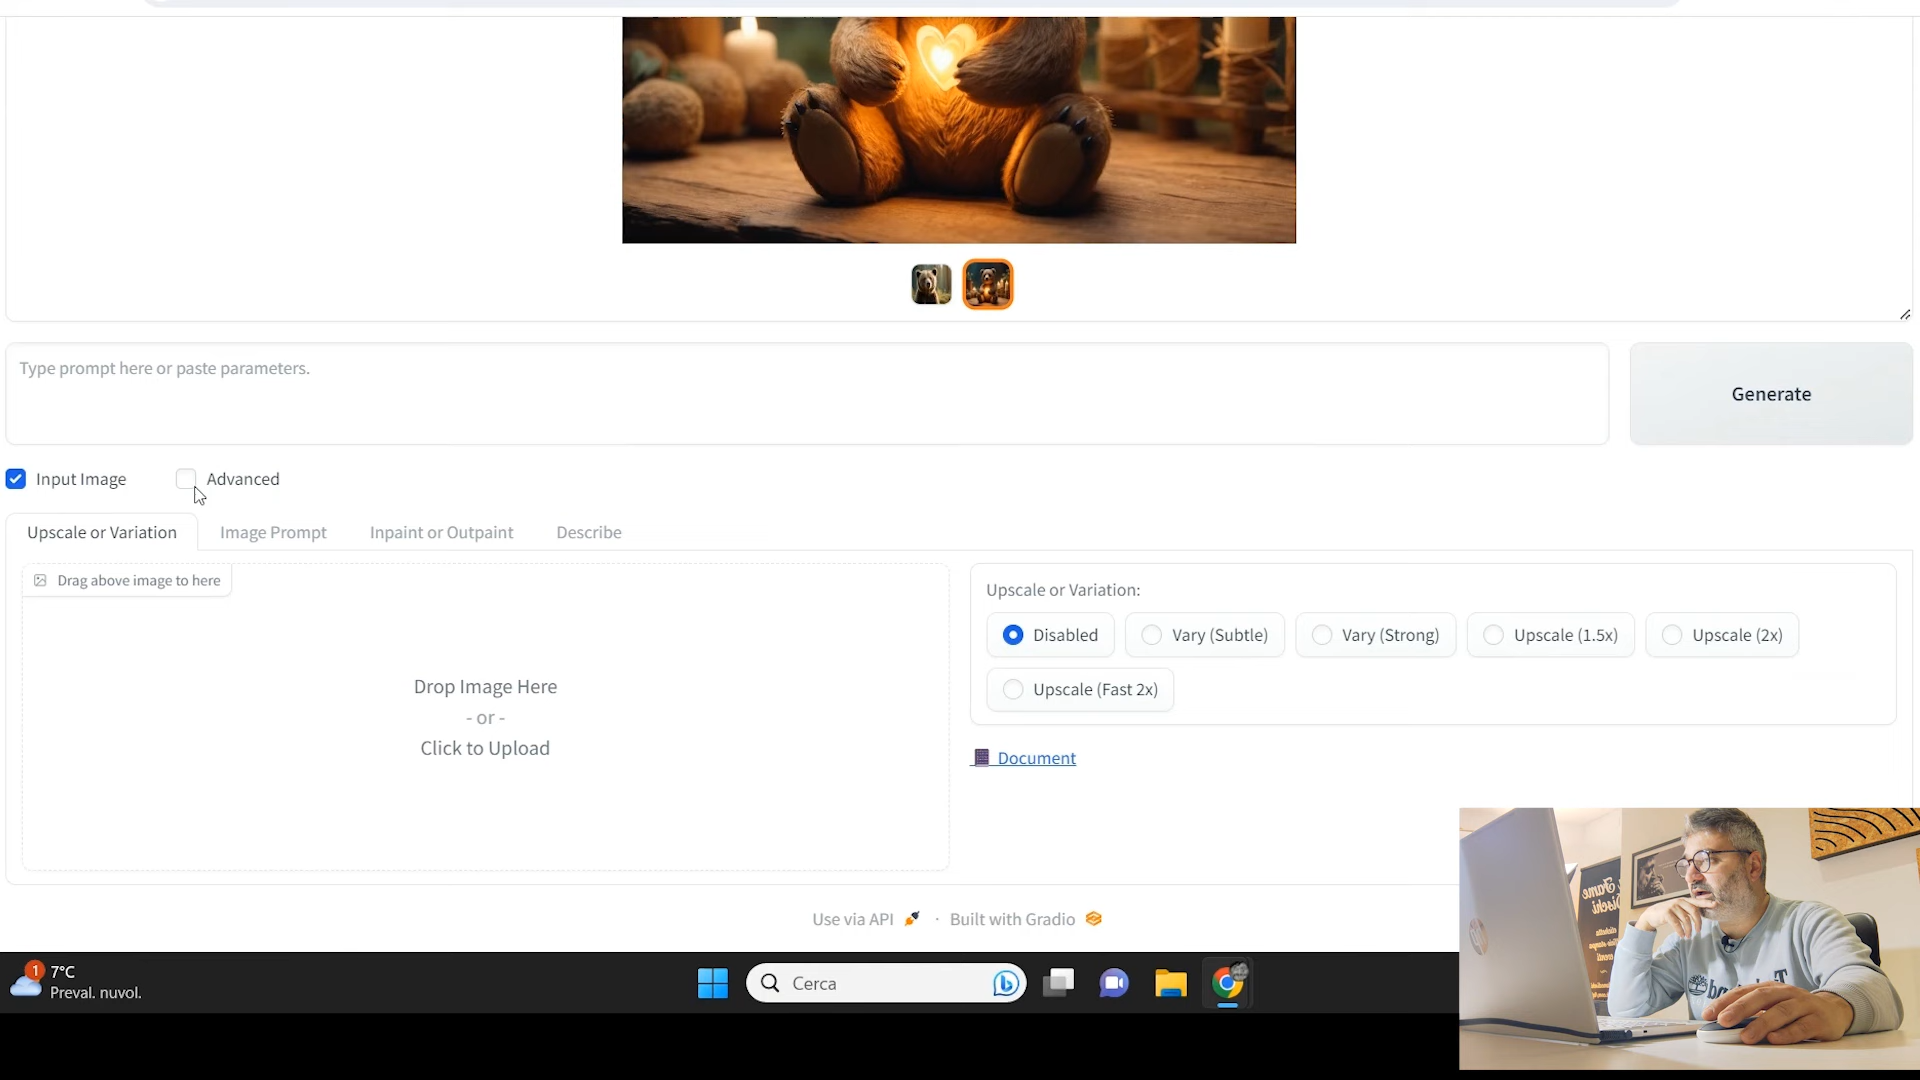 Type prompt here or paste parameters.
Generate
Input Image
Advanced
Upscale or Variation
Image Prompt
Inpaint or Outpaint
Describe
Drag above image to here
Drop Image Here
- or -
Click to Upload
Upscale or Variation:
Disabled
Vary (Subtle)
Vary (Strong)
Upscale (1.5x)
Upscale (2x)
Upscale (Fast 2x)
Document
Use via API
·
Built with Gradio
1
7°C
Preval. nuvol.
Cerca
hp
Fame
Dischi